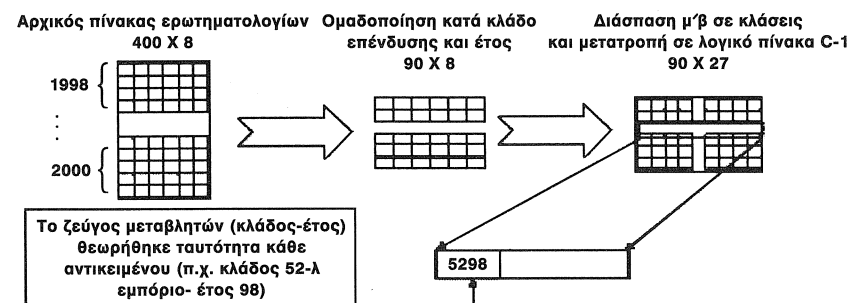 Αρχικός πίνακας ερωτηματολογίων
400 X 8
Ομαδοποίηση κατά κλάδο
επένδυσης και έτος
90 X 8
Διάσπαση μ′β σε κλάσεις
και μετατροπή σε λογικό πίνακα C-1
90 X 27
1998
⋮
2000
Το ζεύγος μεταβλητών (κλάδος-έτος)
θεωρήθηκε ταυτότητα κάθε
αντικειμένου (π.χ. κλάδος 52-λ
εμπόριο- έτος 98)
5298